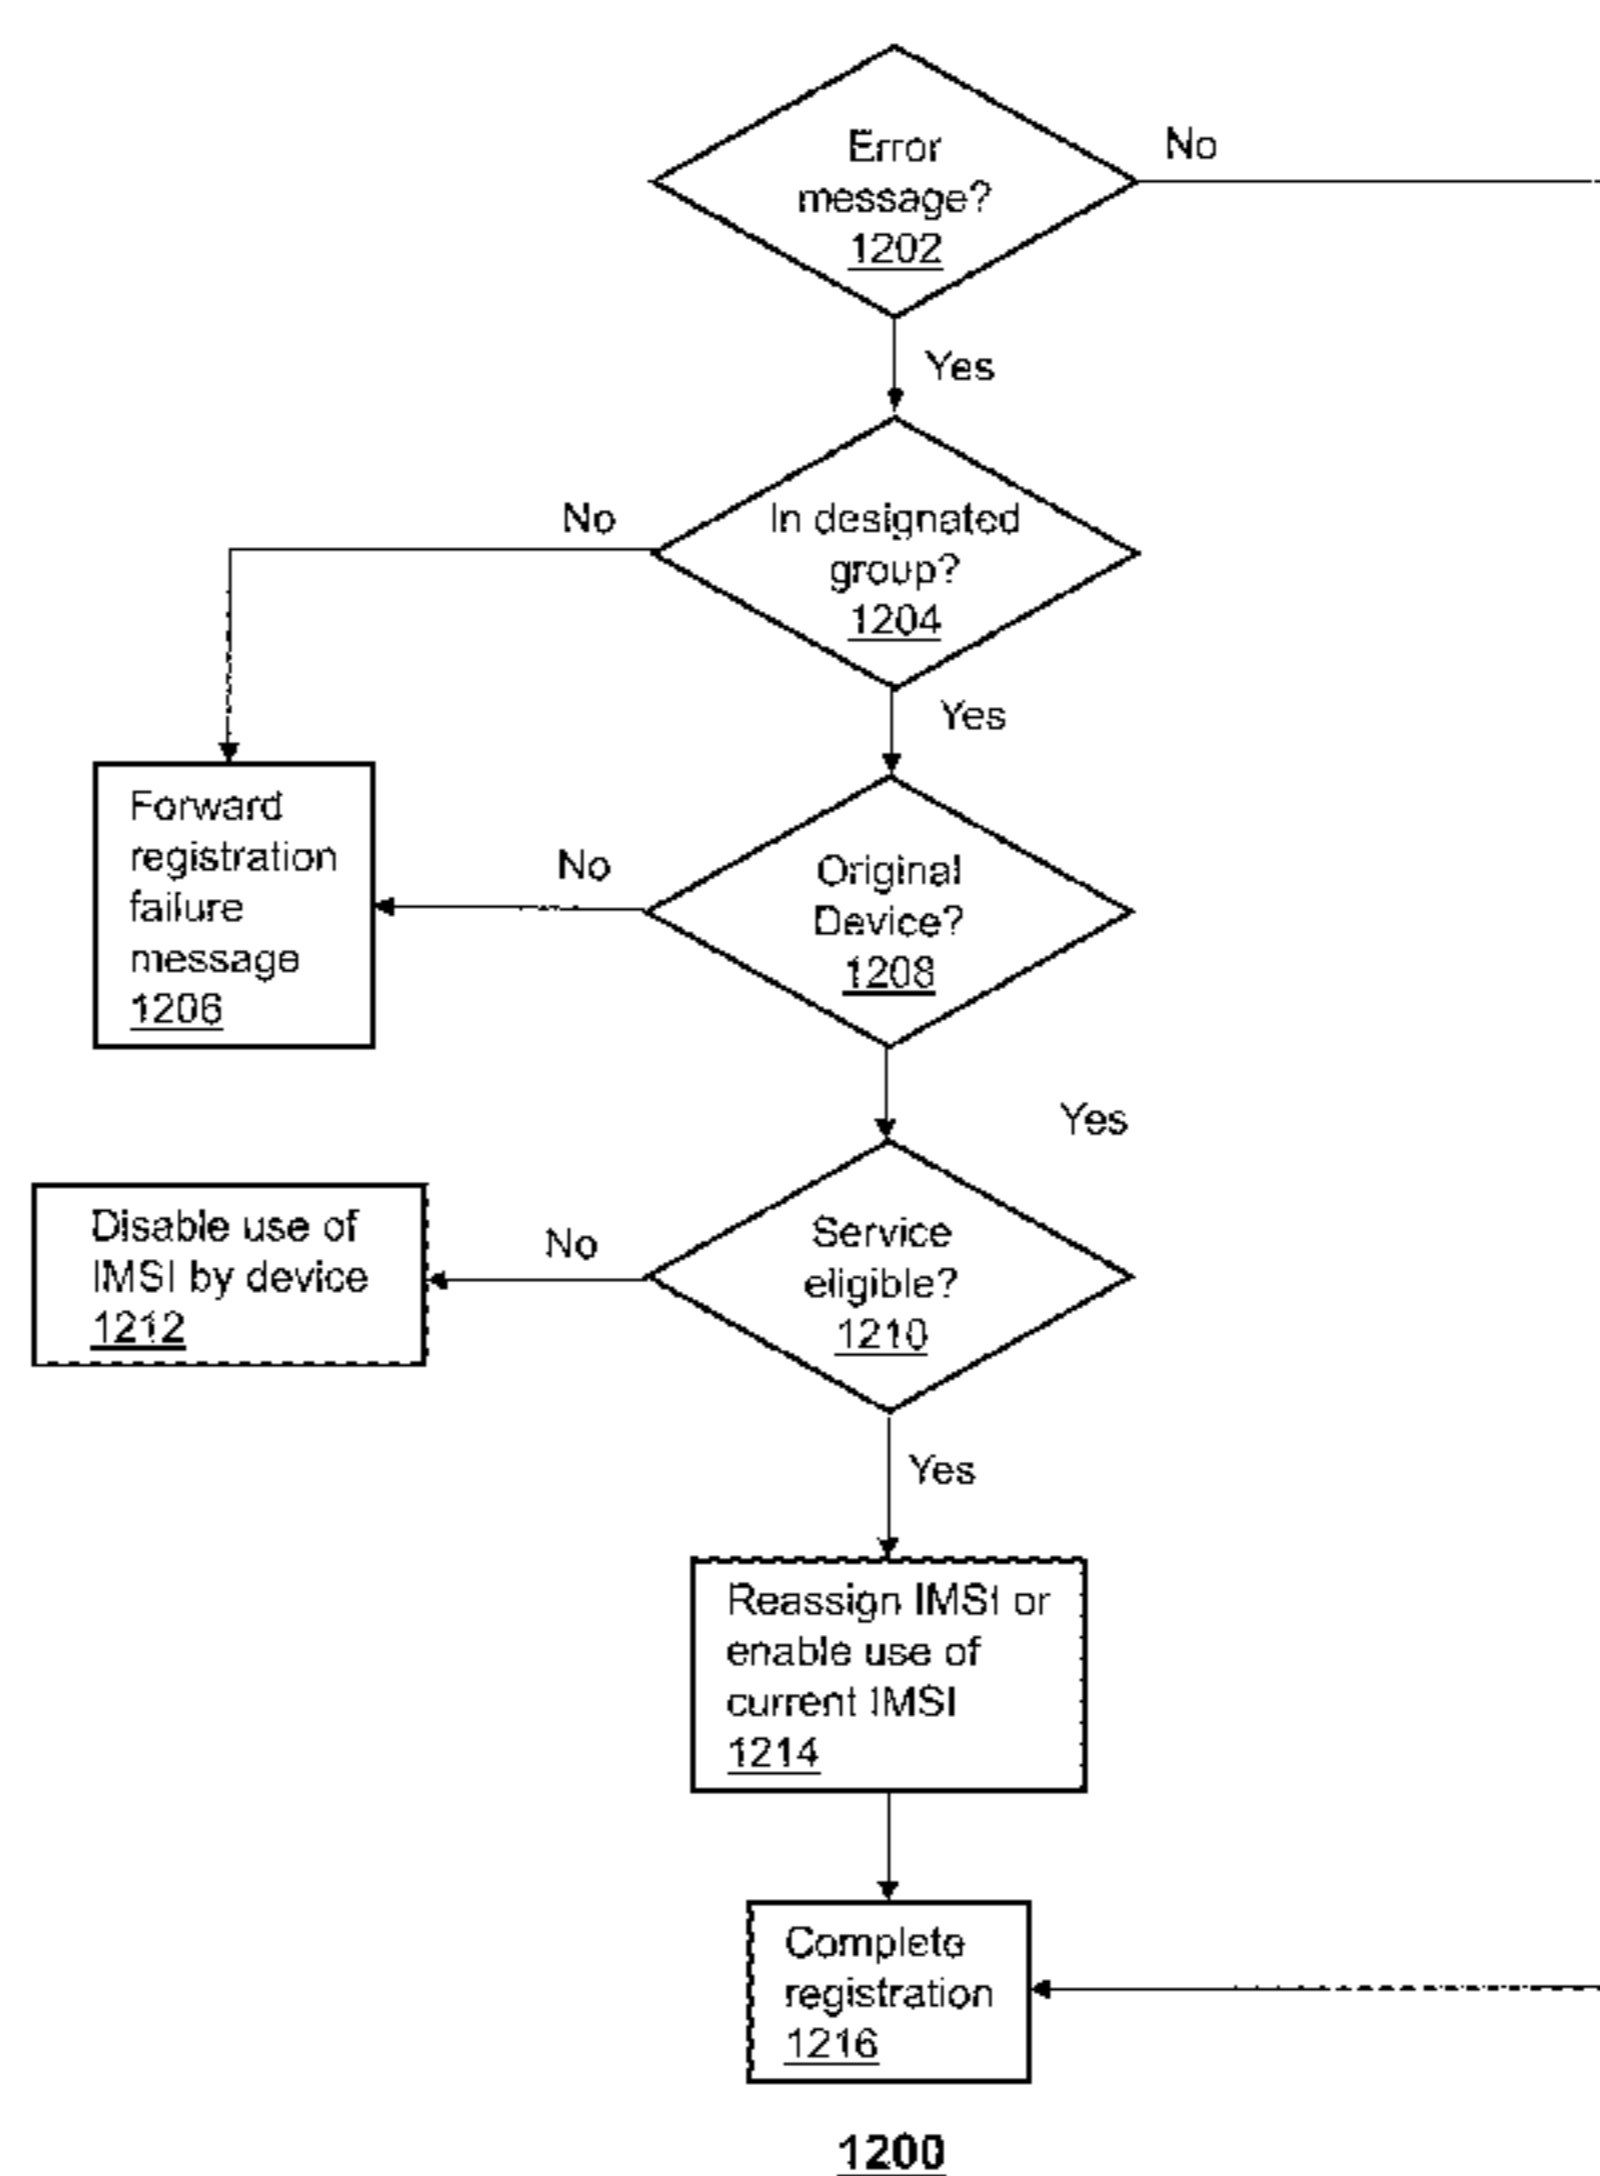 Error
message?
1202
No
Yes
In designated
group?
1204
No
Yes
Forward
registration
failure
message
1206
No
Original
Device?
1208
Yes
Disable use of
IMSI by device
1212
No
Service
eligible?
1210
Yes
Reassign IMSI or
enable use of
current IMSI
1214
Complete
registration
1216
1200